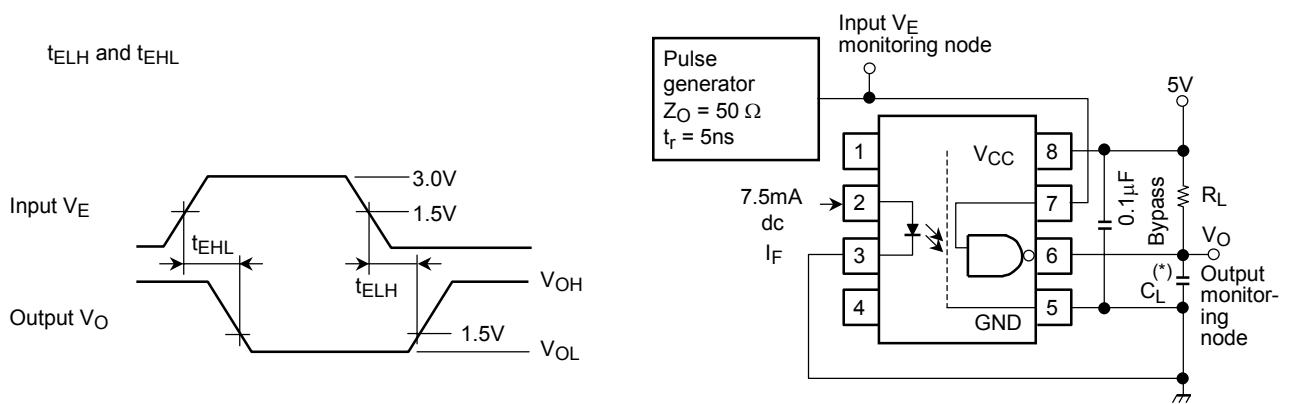 tELH and tEHL
Input VE
3.0V
1.5V
tEHL
tELH
VOH
Output VO
1.5V
VOL
Input VE
monitoring node
Pulse
generator
ZO = 50 Ω
tr = 5ns
5V
1
VCC
8
7.5mA
dc
IF
2
7
3
6
4
GND
5
0.1μF
Bypass
RL
VO
(*)
CL
Output
monitor-
ing
node